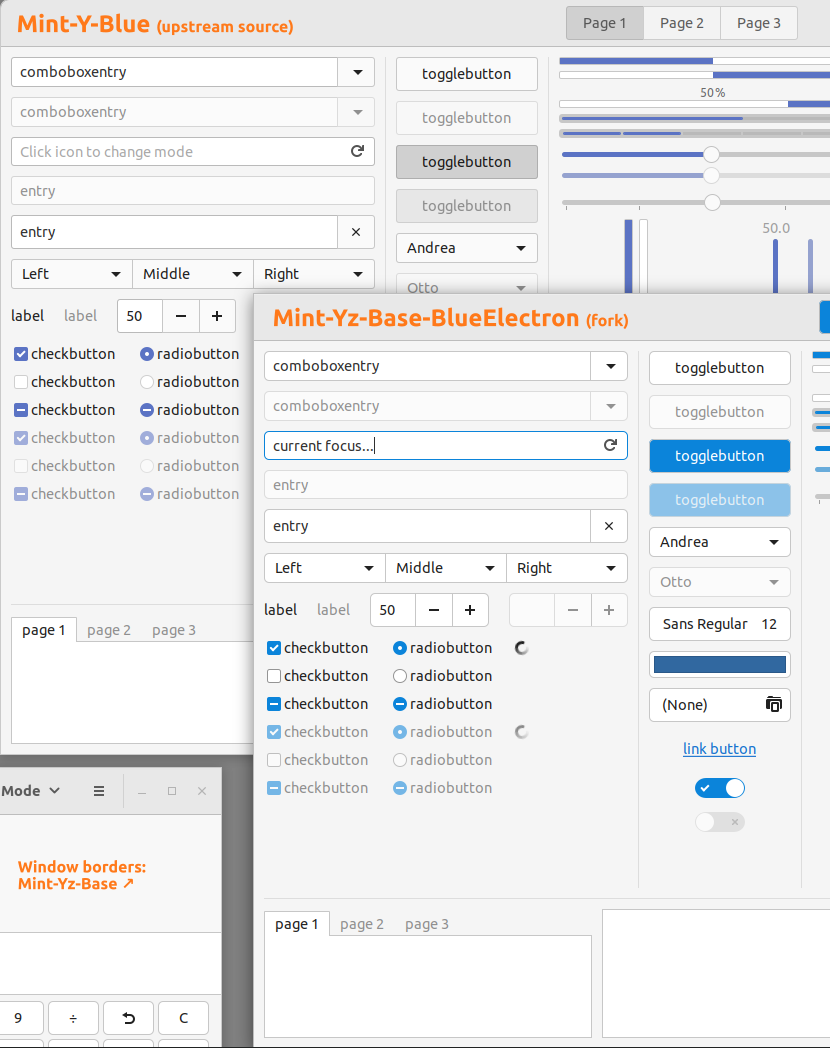 Mint-Y-Blue (upstream source)
Page 1 Page 2 Page 3
comboboxentry
comboboxentry
Click icon to change mode
entry
entry
Left Middle Right
label label 50
checkbutton radiobutton
checkbutton radiobutton
checkbutton radiobutton
checkbutton radiobutton
checkbutton radiobutton
checkbutton radiobutton
page 1 page 2 page 3
togglebutton
togglebutton
togglebutton
togglebutton
Andrea
Otto
50%
50.0
Mint-Yz-Base-BlueElectron (fork)
comboboxentry
comboboxentry
current focus...
entry
entry
Left Middle Right
label label 50
checkbutton radiobutton
checkbutton radiobutton
checkbutton radiobutton
checkbutton radiobutton
checkbutton radiobutton
checkbutton radiobutton
togglebutton
togglebutton
togglebutton
togglebutton
Andrea
Otto
Sans Regular 12
(None)
link button
page 1 page 2 page 3
Mode
Window borders:
Mint-Yz-Base ↗
9 ÷ C